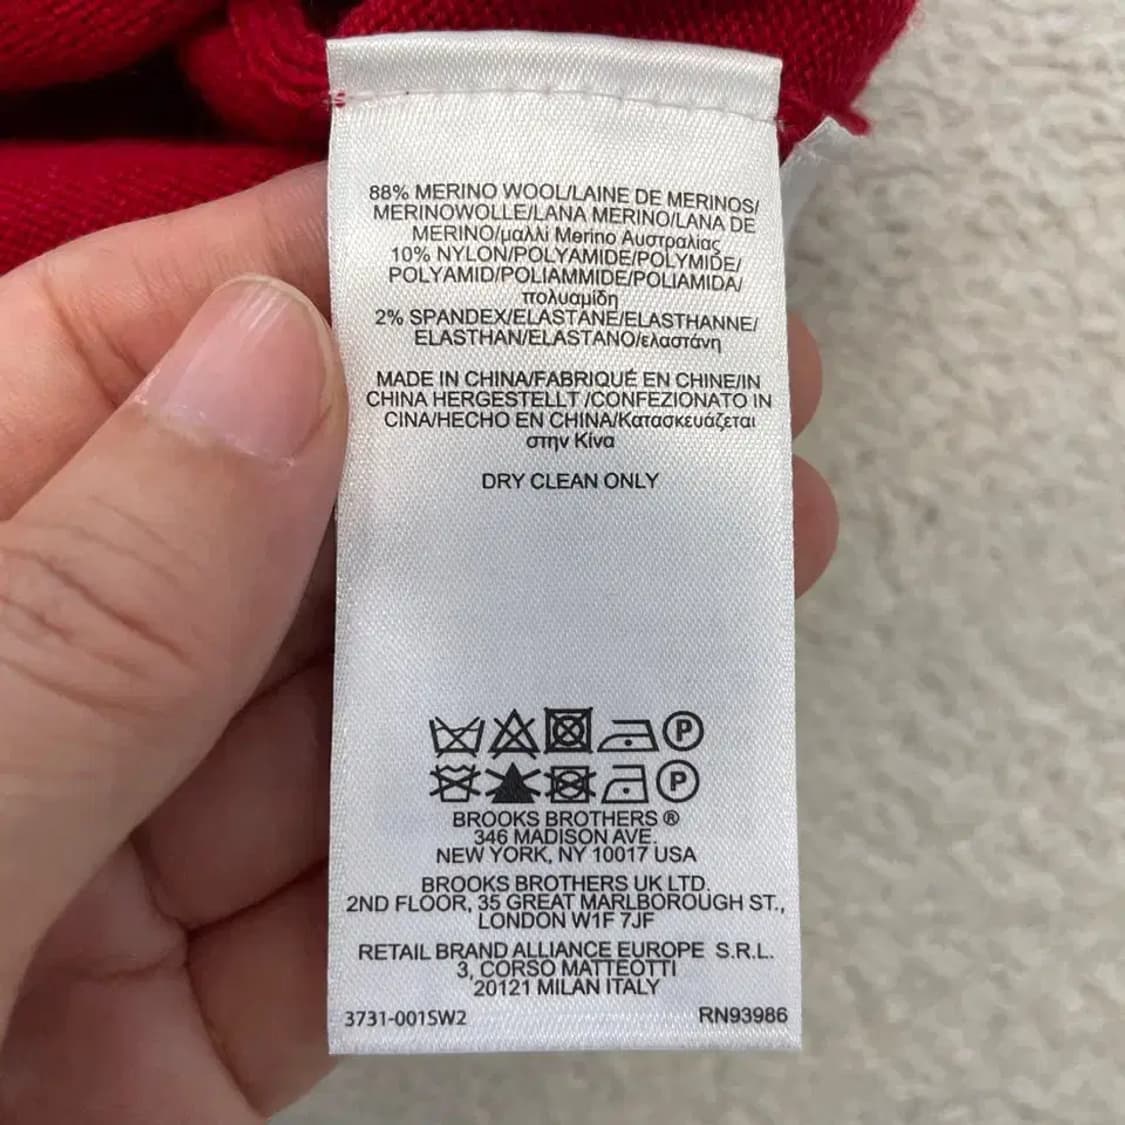 88% MERINO WOOL/LAINE DE MERINOS/
MERINOWOLLE/LANA MERINO/LANA DE
MERINO/μαλλί Merino Αυστραλίας
10% NYLON/POLYAMIDE/POLYMIDE/
POLYAMID/POLIAMMIDE/POLIAMIDA/
πολυαμίδη
2% SPANDEX/ELASTANE/ELASTHANNE/
ELASTHAN/ELASTANO/ελαστάνη
MADE IN CHINA/FABRIQUÉ EN CHINE/IN
CHINA HERGESTELLT /CONFEZIONATO IN
CINA/HECHO EN CHINA/Κατασκευάζεται
στην Κίνα
DRY CLEAN ONLY
P
P
BROOKS BROTHERS ®
346 MADISON AVE.
NEW YORK, NY 10017 USA
BROOKS BROTHERS UK LTD.
2ND FLOOR, 35 GREAT MARLBOROUGH ST.,
LONDON W1F 7JF
RETAIL BRAND ALLIANCE EUROPE S.R.L.
3, CORSO MATTEOTTI
20121 MILAN ITALY
3731-001SW2 RN93986